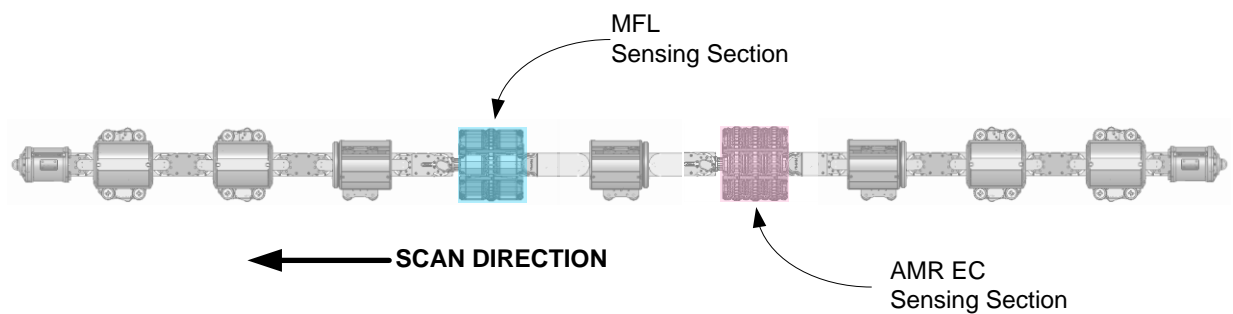 MFL
Sensing Section
SCAN DIRECTION
AMR EC
Sensing Section